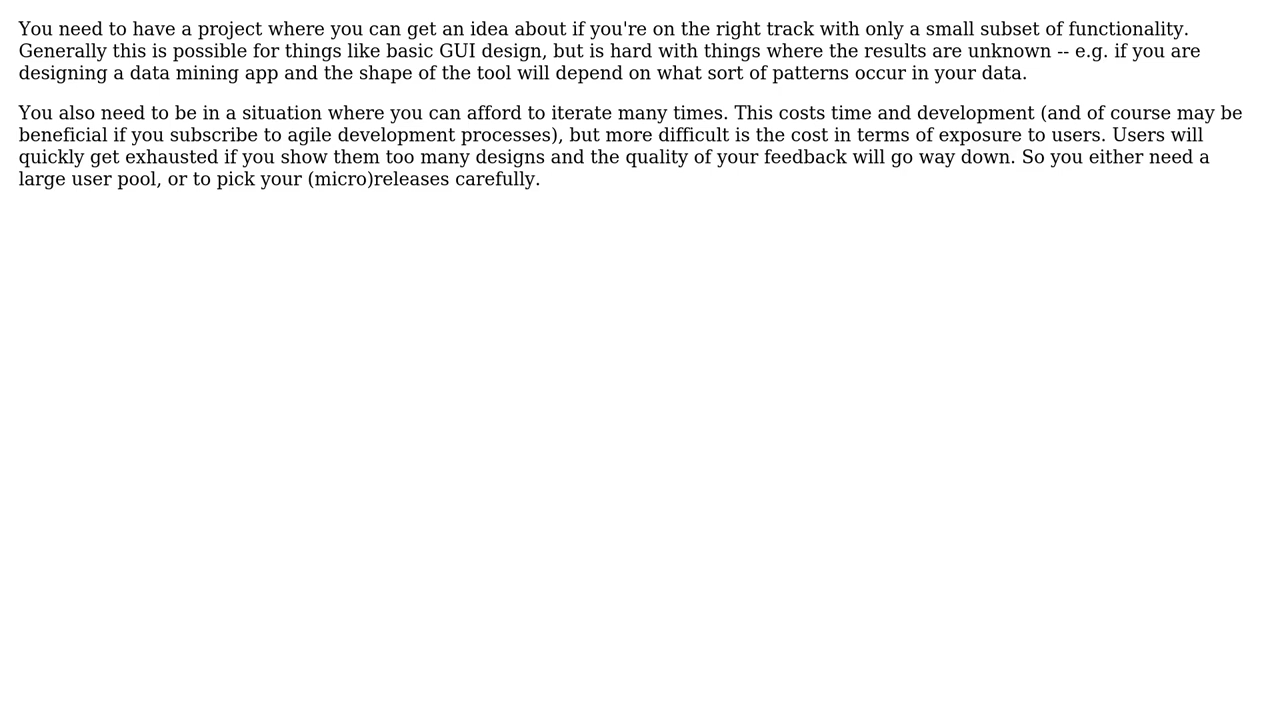 You need to have a project where you can get an idea about if you're on the right track with only a small subset of functionality.
Generally this is possible for things like basic GUI design, but is hard with things where the results are unknown -- e.g. if you are
designing a data mining app and the shape of the tool will depend on what sort of patterns occur in your data.
You also need to be in a situation where you can afford to iterate many times. This costs time and development (and of course may be
beneficial if you subscribe to agile development processes), but more difficult is the cost in terms of exposure to users. Users will
quickly get exhausted if you show them too many designs and the quality of your feedback will go way down. So you either need a
large user pool, or to pick your (micro)releases carefully.